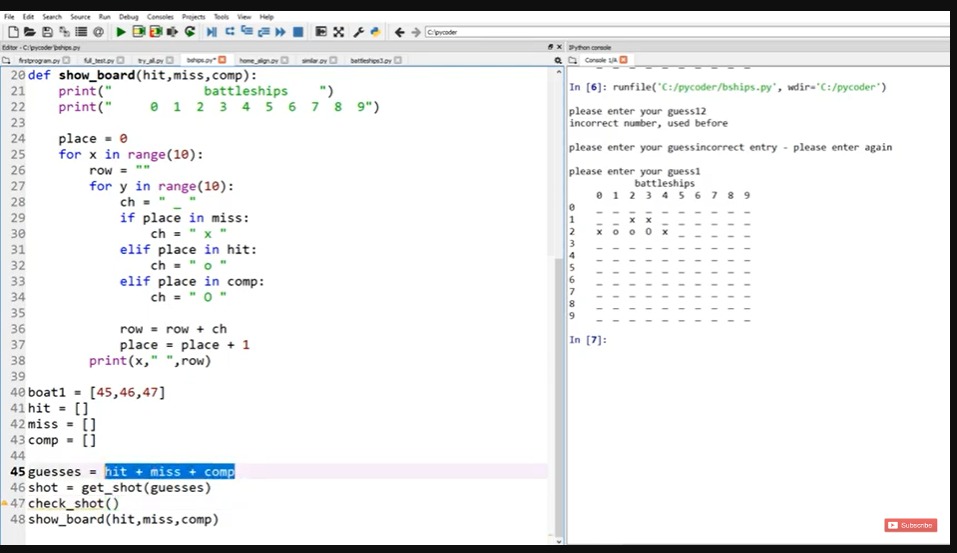 File Edit Search Source Run Debug Consoles Projects Tools View Help
C:\pycoder
Editor - C:\pycoder\bships.py
firstprogram.py full_test.py try_all.py bships.py* home_align.py similar.py battleships3.py
20 def show_board(hit,miss,comp):
21 print(" battleships ")
22 print(" 0 1 2 3 4 5 6 7 8 9")
23
24 place = 0
25 for x in range(10):
26 row = ""
27 for y in range(10):
28 ch = " _ "
29 if place in miss:
30 ch = " x "
31 elif place in hit:
32 ch = " o "
33 elif place in comp:
34 ch = " O "
35
36 row = row + ch
37 place = place + 1
38 print(x," ",row)
39
40 boat1 = [45,46,47]
41 hit = []
42 miss = []
43 comp = []
44
45 guesses = hit + miss + comp
46 shot = get_shot(guesses)
47 check_shot()
48 show_board(hit,miss,comp)
IPython console
Console 1/A
In [6]: runfile('C:/pycoder/bships.py', wdir='C:/pycoder')
please enter your guess12
incorrect number, used before
please enter your guessincorrect entry - please enter again
please enter your guess1
battleships
0 1 2 3 4 5 6 7 8 9
0 _ _ _ _ _ _ _ _ _ _
1 _ _ x x _ _ _ _ _ _
2 x o o O x _ _ _ _ _
3 _ _ _ _ _ _ _ _ _ _
4 _ _ _ _ _ _ _ _ _ _
5 _ _ _ _ _ _ _ _ _ _
6 _ _ _ _ _ _ _ _ _ _
7 _ _ _ _ _ _ _ _ _ _
8 _ _ _ _ _ _ _ _ _ _
9 _ _ _ _ _ _ _ _ _ _
In [7]:
Subscribe